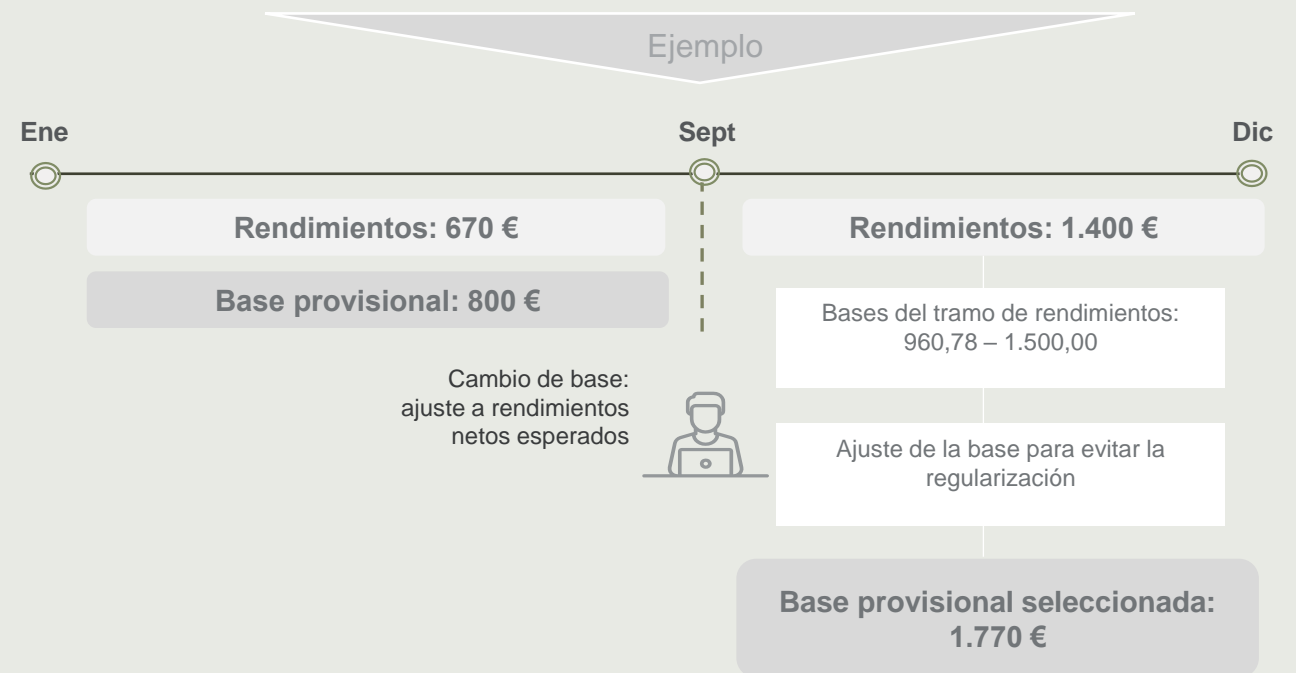 Ejemplo
Ene
Sept
Dic
Rendimientos: 670 €
Rendimientos: 1.400 €
Base provisional: 800 €
Bases del tramo de rendimientos:
960,78 – 1.500,00
Cambio de base:
ajuste a rendimientos
netos esperados
Ajuste de la base para evitar la
regularización
Base provisional seleccionada:
1.770 €